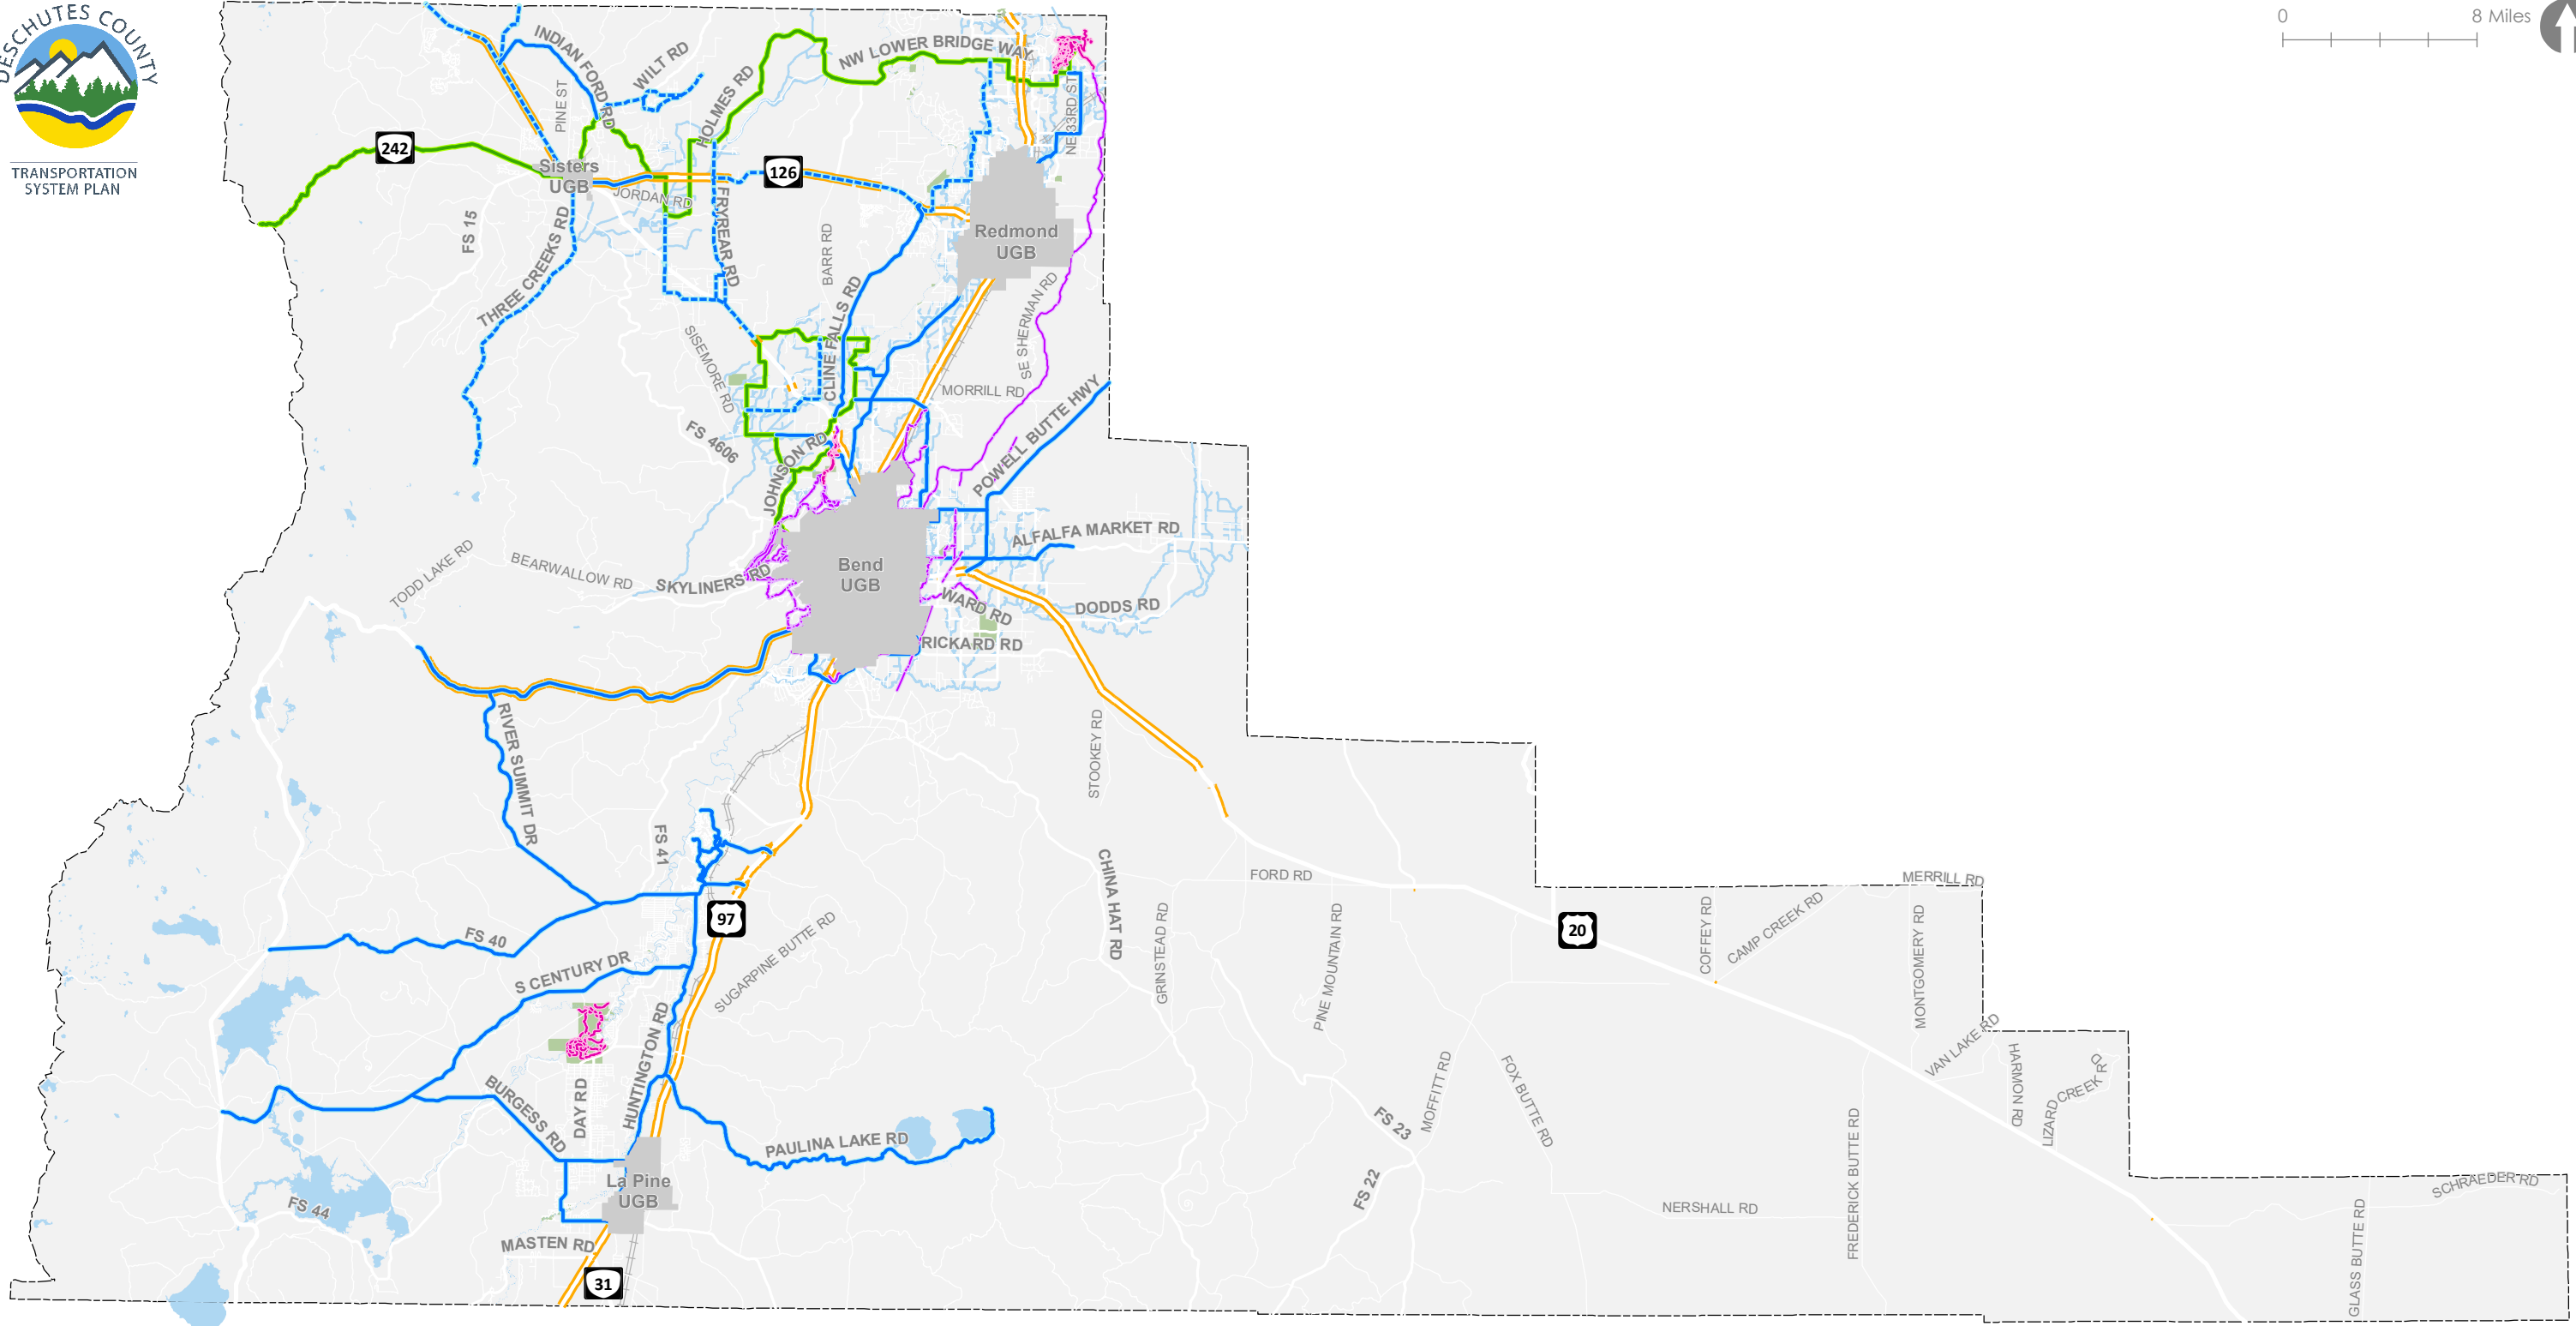 DESCHUTES COUNTY
TRANSPORTATION
SYSTEM PLAN
0 8 Miles
INDIAN FORD RD
WILT RD
NW LOWER BRIDGE WAY
PINE ST
HOLMES RD
NE 33RD ST
242
126
Sisters
UGB
JORDAN RD
FS 15
THREE CREEKS RD
FRYREAR RD
BARR RD
Redmond
UGB
CLINE FALLS RD
SE SHERMAN RD
SISEMORE RD
MORRILL RD
POWELL BUTTE HWY
FS 4606
JOHNSON RD
ALFALFA MARKET RD
TODD LAKE RD
BEARWALLOW RD
SKYLINERS RD
Bend
UGB
WARD RD
DODDS RD
RICKARD RD
RIVER SUMMIT DR
STOOKEY RD
FS 41
CHINA HAT RD
FORD RD
MERRILL RD
97
20
FS 40
SUGARPINE BUTTE RD
GRINSTEAD RD
PINE MOUNTAIN RD
COFFEY RD
CAMP CREEK RD
MONTGOMERY RD
S CENTURY DR
HUNTINGTON RD
VAN LAKE RD
HARMON RD
LIZARD CREEK RD
BURGESS RD
DAY RD
MOFFITT RD
FOX BUTTE RD
FS 23
FREDERICK BUTTE RD
PAULINA LAKE RD
La Pine
UGB
FS 22
FS 44
NERSHALL RD
SCHRAEDER RD
GLASS BUTTE RD
MASTEN RD
31